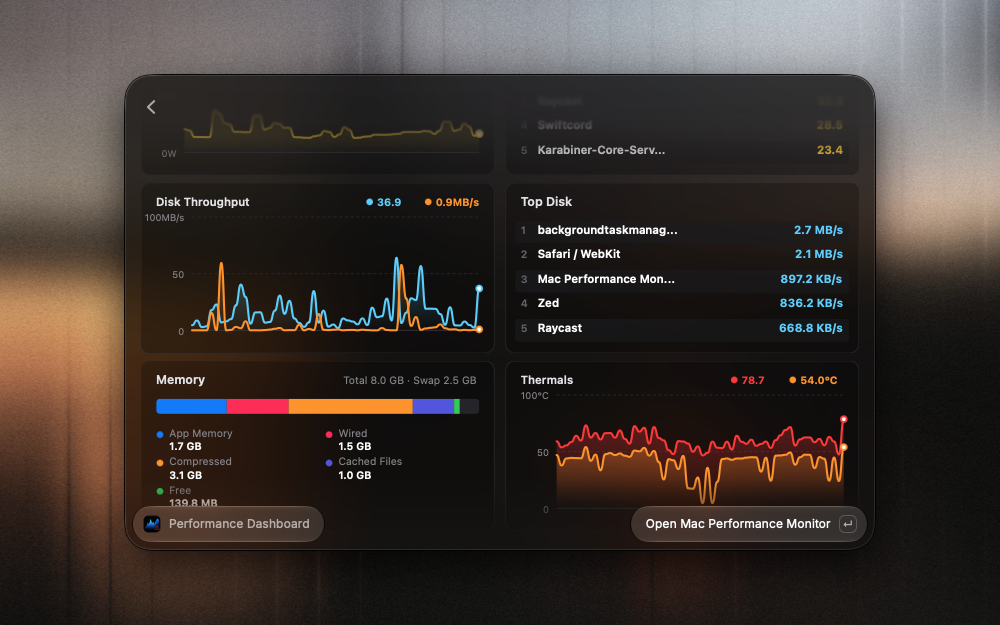 0W
4 Swiftcord 28.5
5 Karabiner-Core-Serv... 23.4
Disk Throughput 36.9 0.9MB/s
100MB/s
50
0
Top Disk
1 backgroundtaskmanag... 2.7 MB/s
2 Safari / WebKit 2.1 MB/s
3 Mac Performance Mon... 897.2 KB/s
4 Zed 836.2 KB/s
5 Raycast 668.8 KB/s
Memory Total 8.0 GB · Swap 2.5 GB
App Memory
1.7 GB
Wired
1.5 GB
Compressed
3.1 GB
Cached Files
1.0 GB
Free
139.8 MB
Thermals 78.7 54.0°C
100°C
50
0
Performance Dashboard
Open Mac Performance Monitor